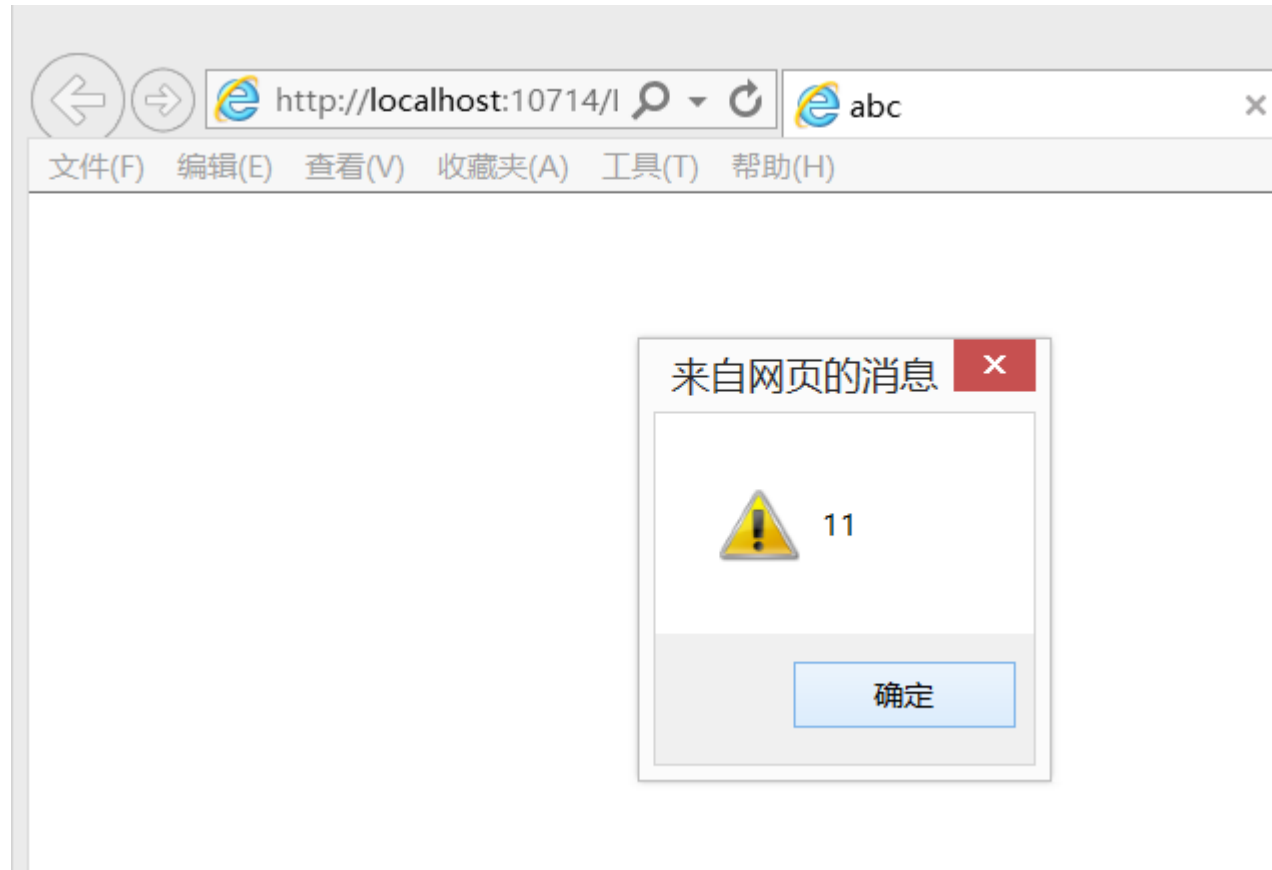 http://localhost:10714/l
abc
文件(F) 编辑(E) 查看(V) 收藏夹(A) 工具(T) 帮助(H)
来自网页的消息
11
确定